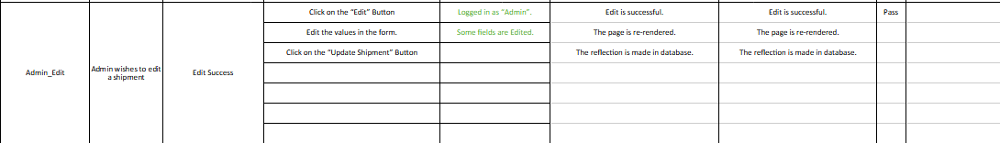 Click on the “Edit” Button Logged in as “Admin”. Edit is successful. Edit is successful. Pass
Edit the values in the form. Some fields are Edited. The page is re-rendered. The page is re-rendered.
Click on the “Update Shipment” Button The reflection is made in database. The reflection is made in database.
Admin_Edit Admin wishes to edit Edit Success
a shipment